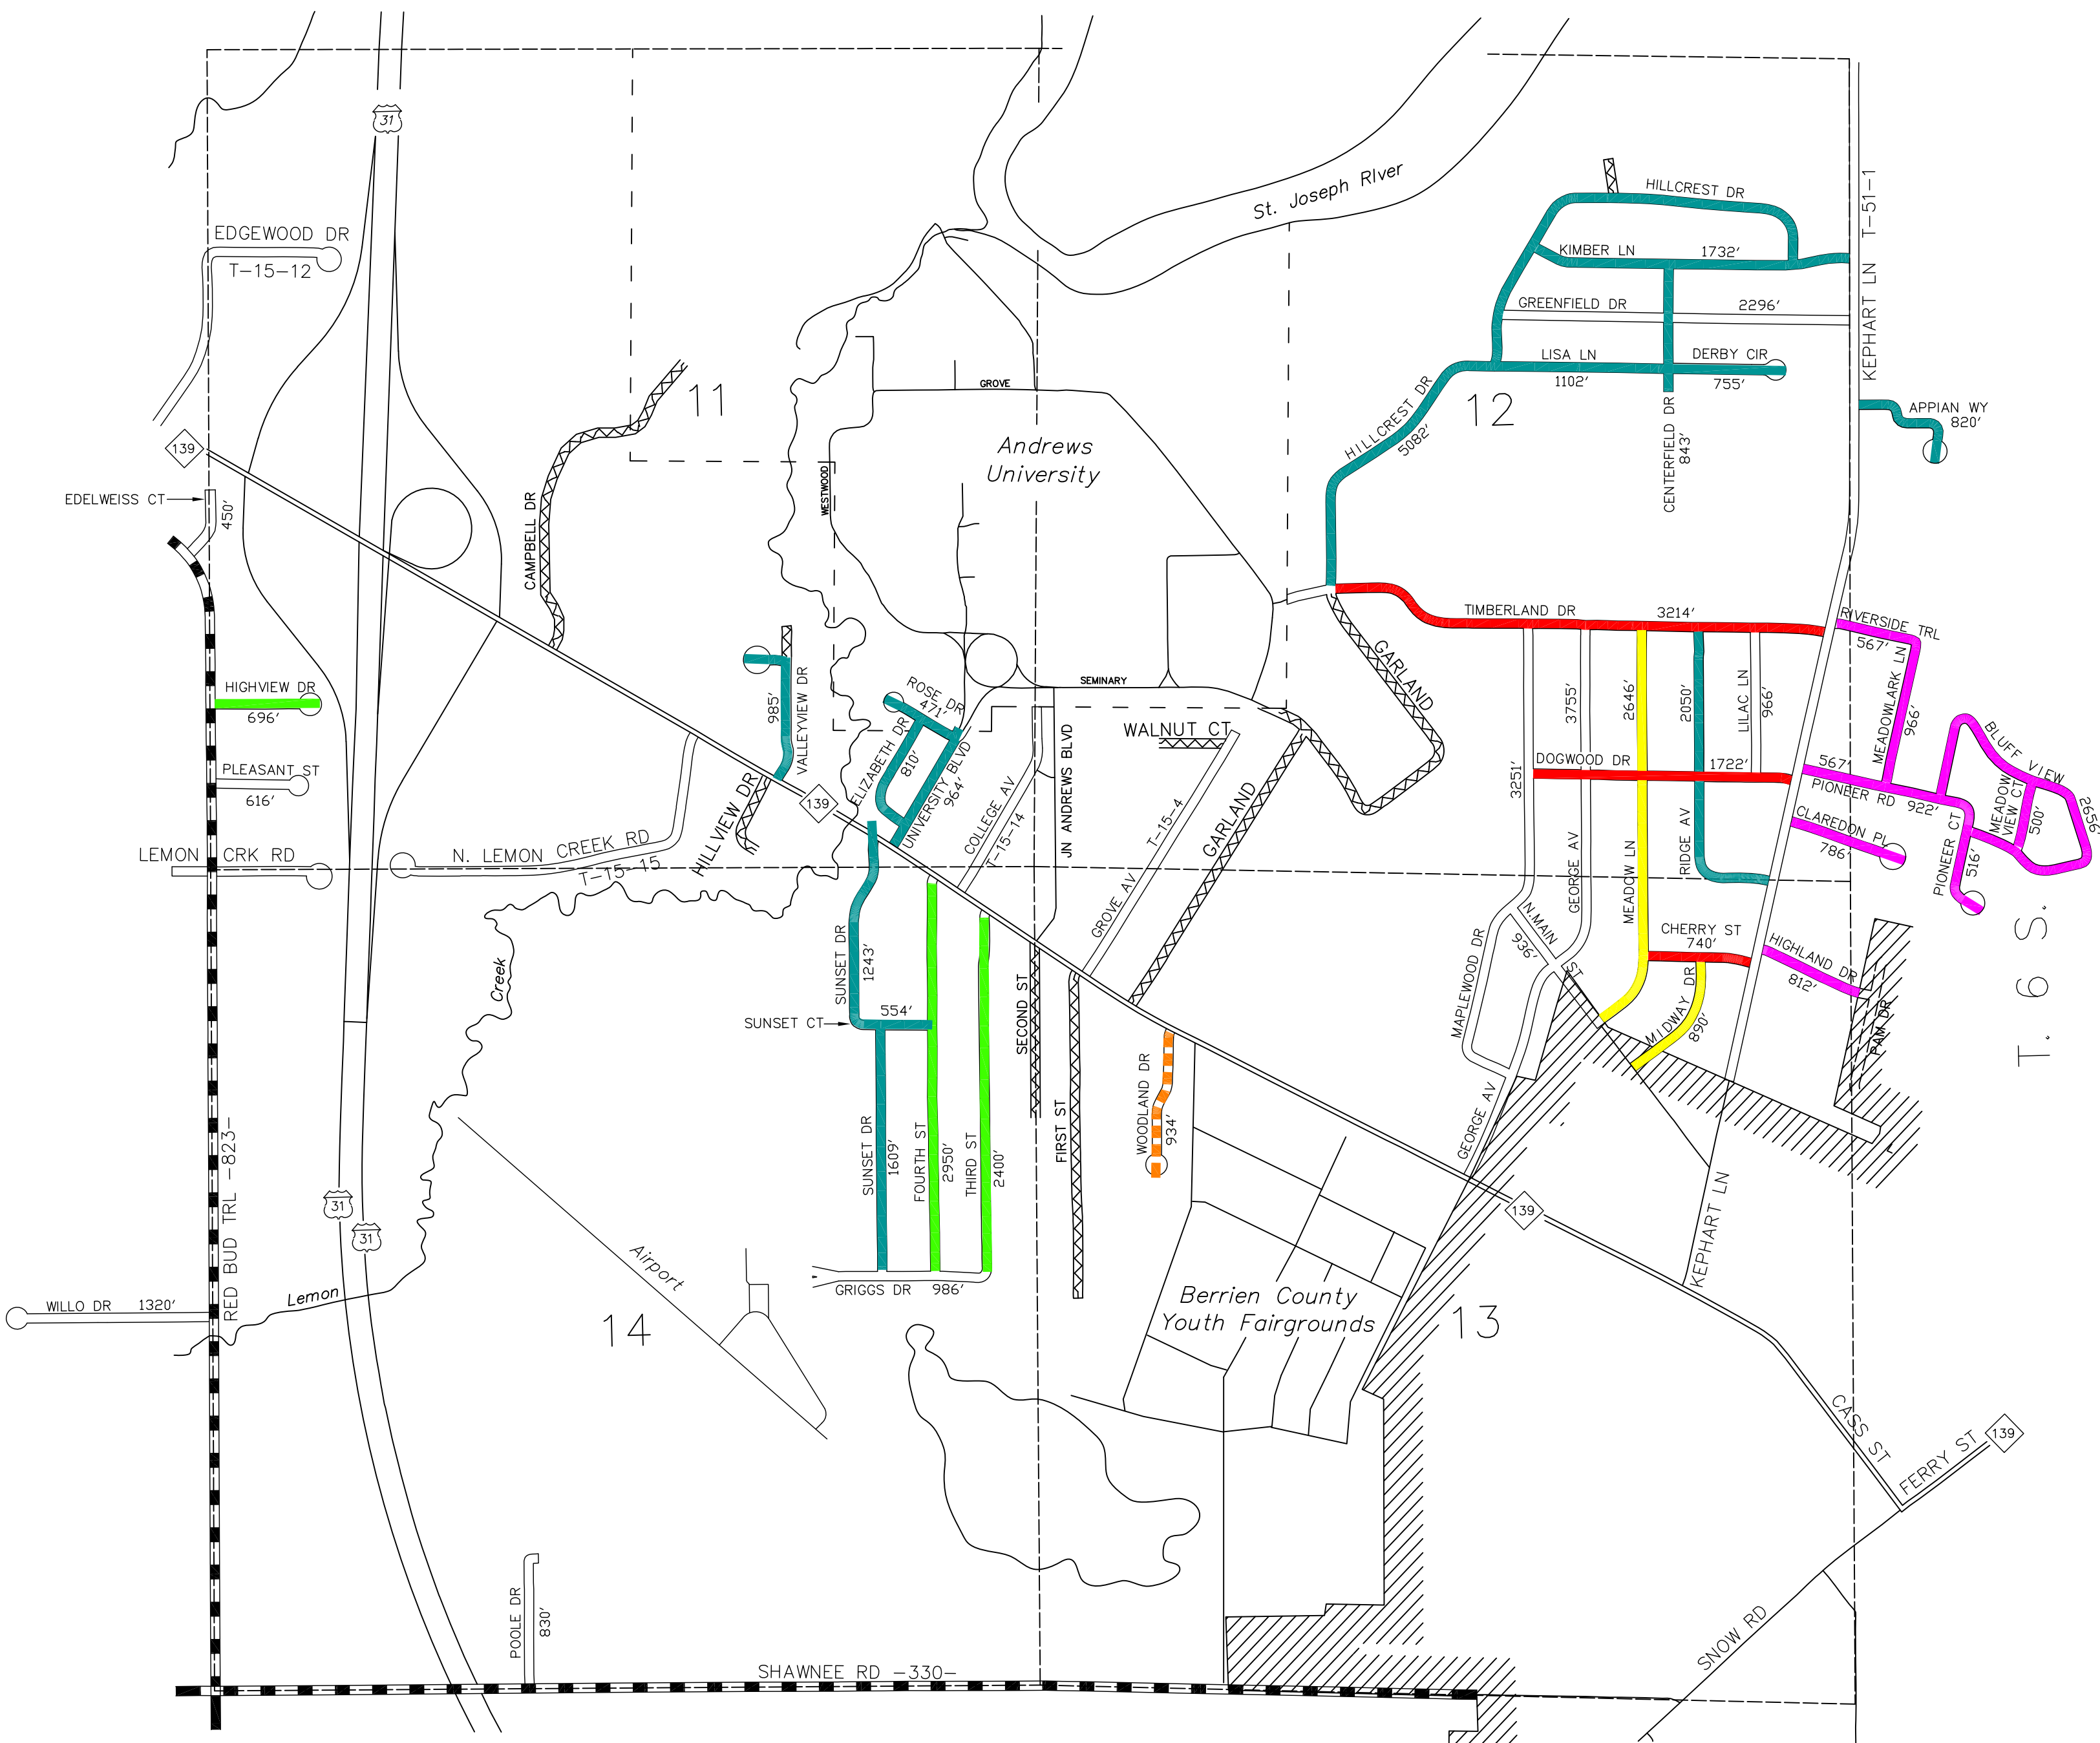 31
HILLCREST DR
St. Joseph RIver
KEPHART LN T-51-1
EDGEWOOD DR
T-15-12
KIMBER LN 1732'
GREENFIELD DR 2296'
LISA LN
1102'
DERBY CIR
755'
GROVE
11
12
HILLCREST DR
5082'
CENTERFIELD DR
843'
APPIAN WY
820'
139
Andrews
University
WESTWOOD
EDELWEISS CT
450'
CAMPBELL DR
TIMBERLAND DR 3214'
RIVERSIDE TRL
567'
GARLAND
SEMINARY
HIGHVIEW DR
696'
985'
VALLEYVIEW DR
ROSE DR
471'
ELIZABETH DR
810'
UNIVERSITY BLVD
964'
JN ANDREWS BLVD
WALNUT CT
3755'
2646'
2050'
LILAC LN
966'
MEADOWLARK LN
966'
BLUFF VIEW
2656'
PLEASANT ST
616'
HILLVIEW DR
139
COLLEGE AV
T-15-14
T-15-4
GROVE AV
GARLAND
DOGWOOD DR 1722'
3251'
567'
PIONEER RD 922'
MEADOW
VIEW CT
500'
CLAREDON PL
786'
PIONEER CT
516'
LEMON CRK RD
N. LEMON CREEK RD
T-15-15
GEORGE AV
MEADOW LN
RIDGE AV
N.MAIN ST
936'
MAPLEWOOD DR
CHERRY ST
740'
HIGHLAND DR
812'
PAM DR
T. 6 S.
Creek
SUNSET DR
1243'
SUNSET CT
554'
SECOND ST
MIDWAY DR
890'
WOODLAND DR
934'
FIRST ST
GEORGE AV
SUNSET DR
1609'
FOURTH ST
2950'
THIRD ST
2400'
RED BUD TRL -823-
31
31
139
KEPHART LN
Airport
GRIGGS DR 986'
Lemon
WILLO DR 1320'
Berrien County
Youth Fairgrounds
14
13
CASS ST
FERRY ST
139
POOLE DR
830'
SNOW RD
SHAWNEE RD -330-